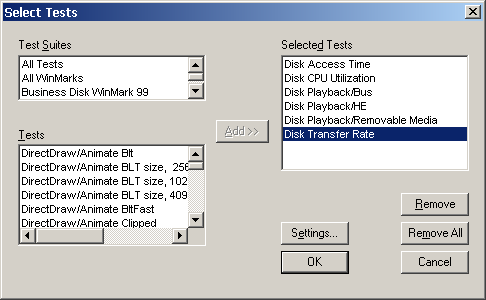 Select Tests
Test Suites
All Tests
All WinMarks
Business Disk WinMark 99
Tests
DirectDraw/Animate Blt
DirectDraw/Animate BLT size, 256
DirectDraw/Animate BLT size, 102
DirectDraw/Animate BLT size, 409
DirectDraw/Animate BltFast
DirectDraw/Animate Clipped
Add >>
Selected Tests
Disk Access Time
Disk CPU Utilization
Disk Playback/Bus
Disk Playback/HE
Disk Playback/Removable Media
Disk Transfer Rate
Remove
Settings...
Remove All
OK
Cancel